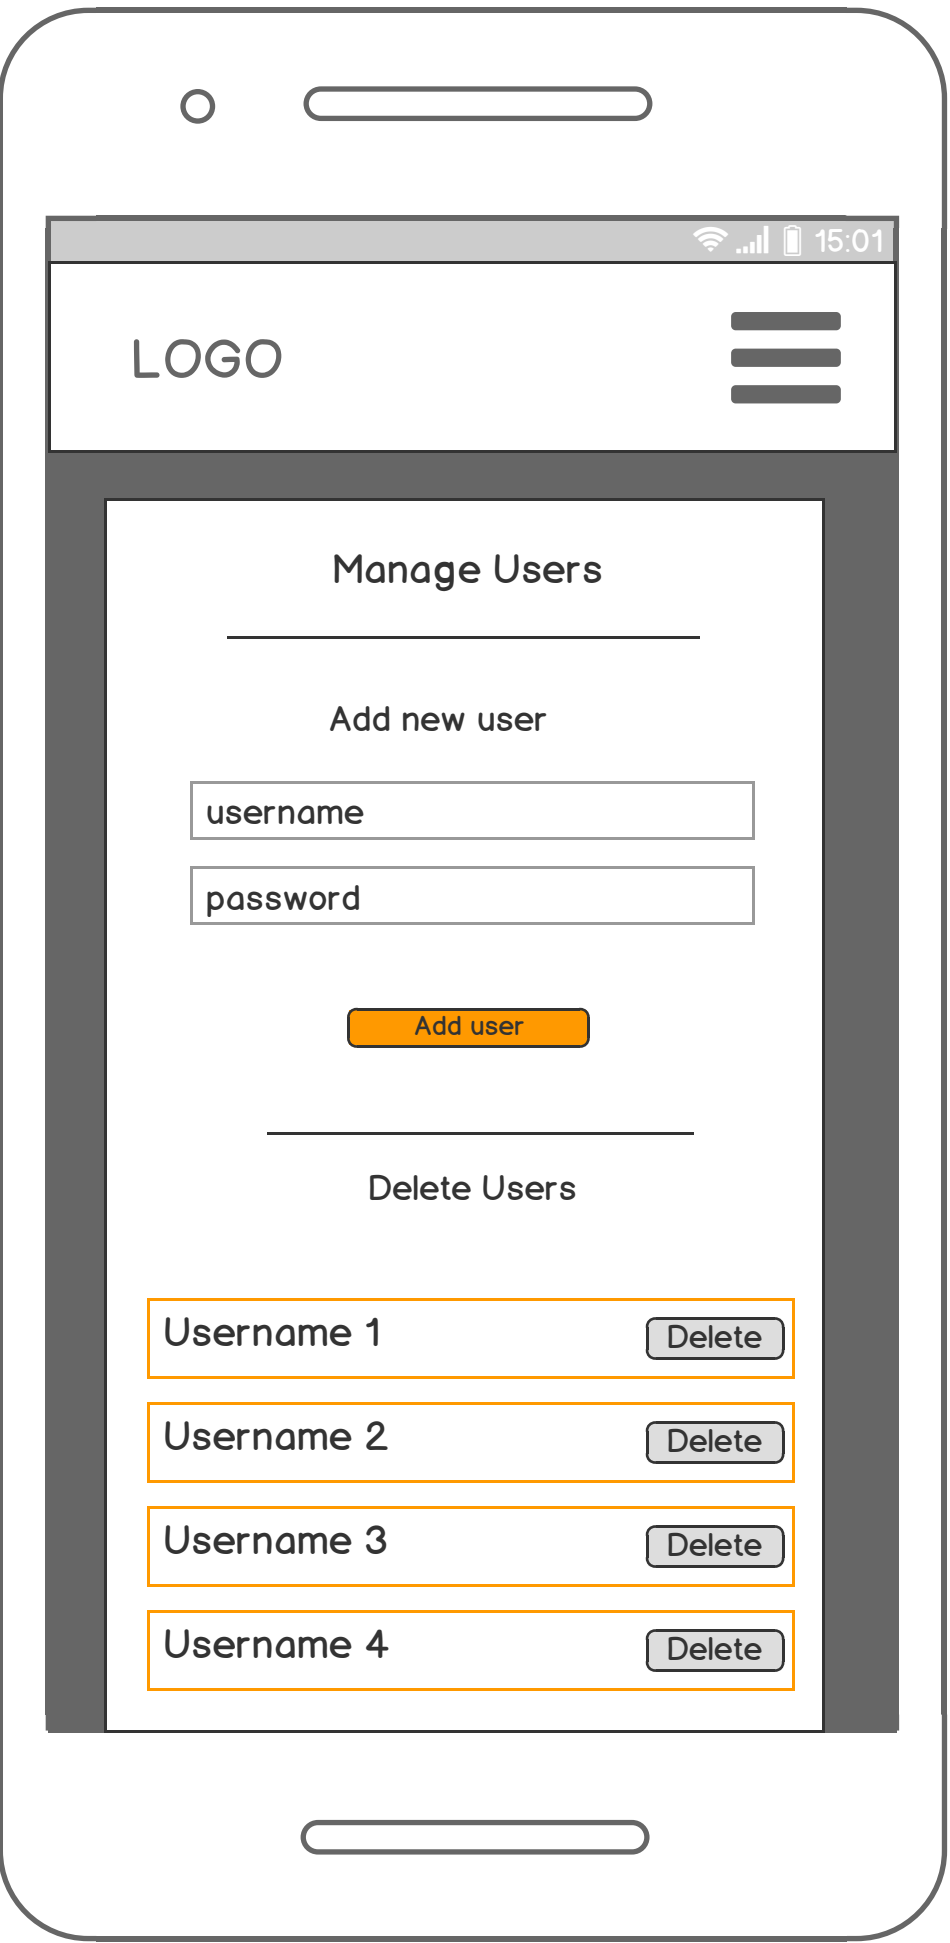 15:01
LOGO
Manage Users
Add new user
username
password
Add user
Delete Users
Username 1 Delete
Username 2 Delete
Username 3 Delete
Username 4 Delete